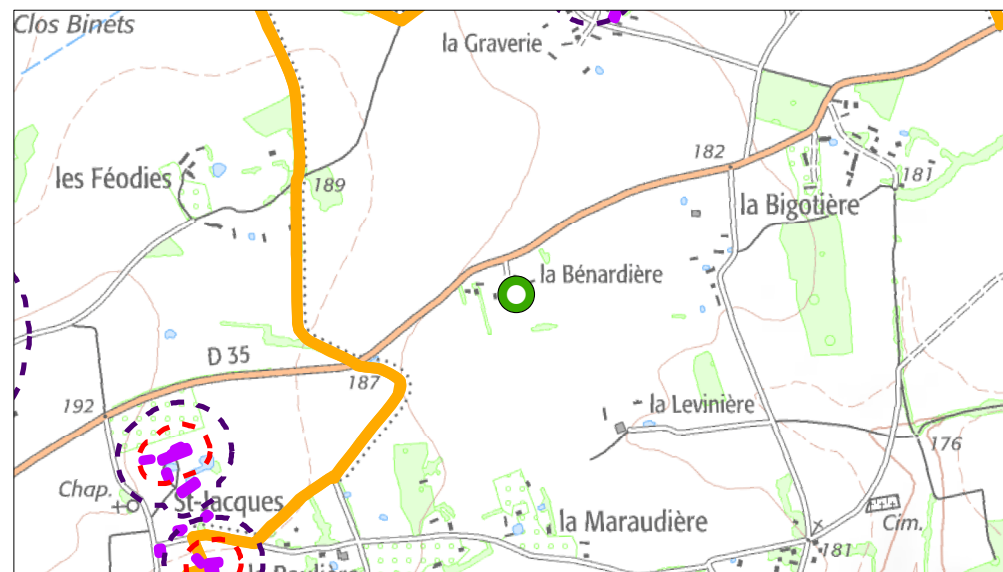 Clos Binets
la Graverie
182
les Féodies
189
181
la Bigotière
la Bénardière
D 35
187
192
la Levinière
176
Chap.
St-Jacques
la Maraudière
Cim.
181